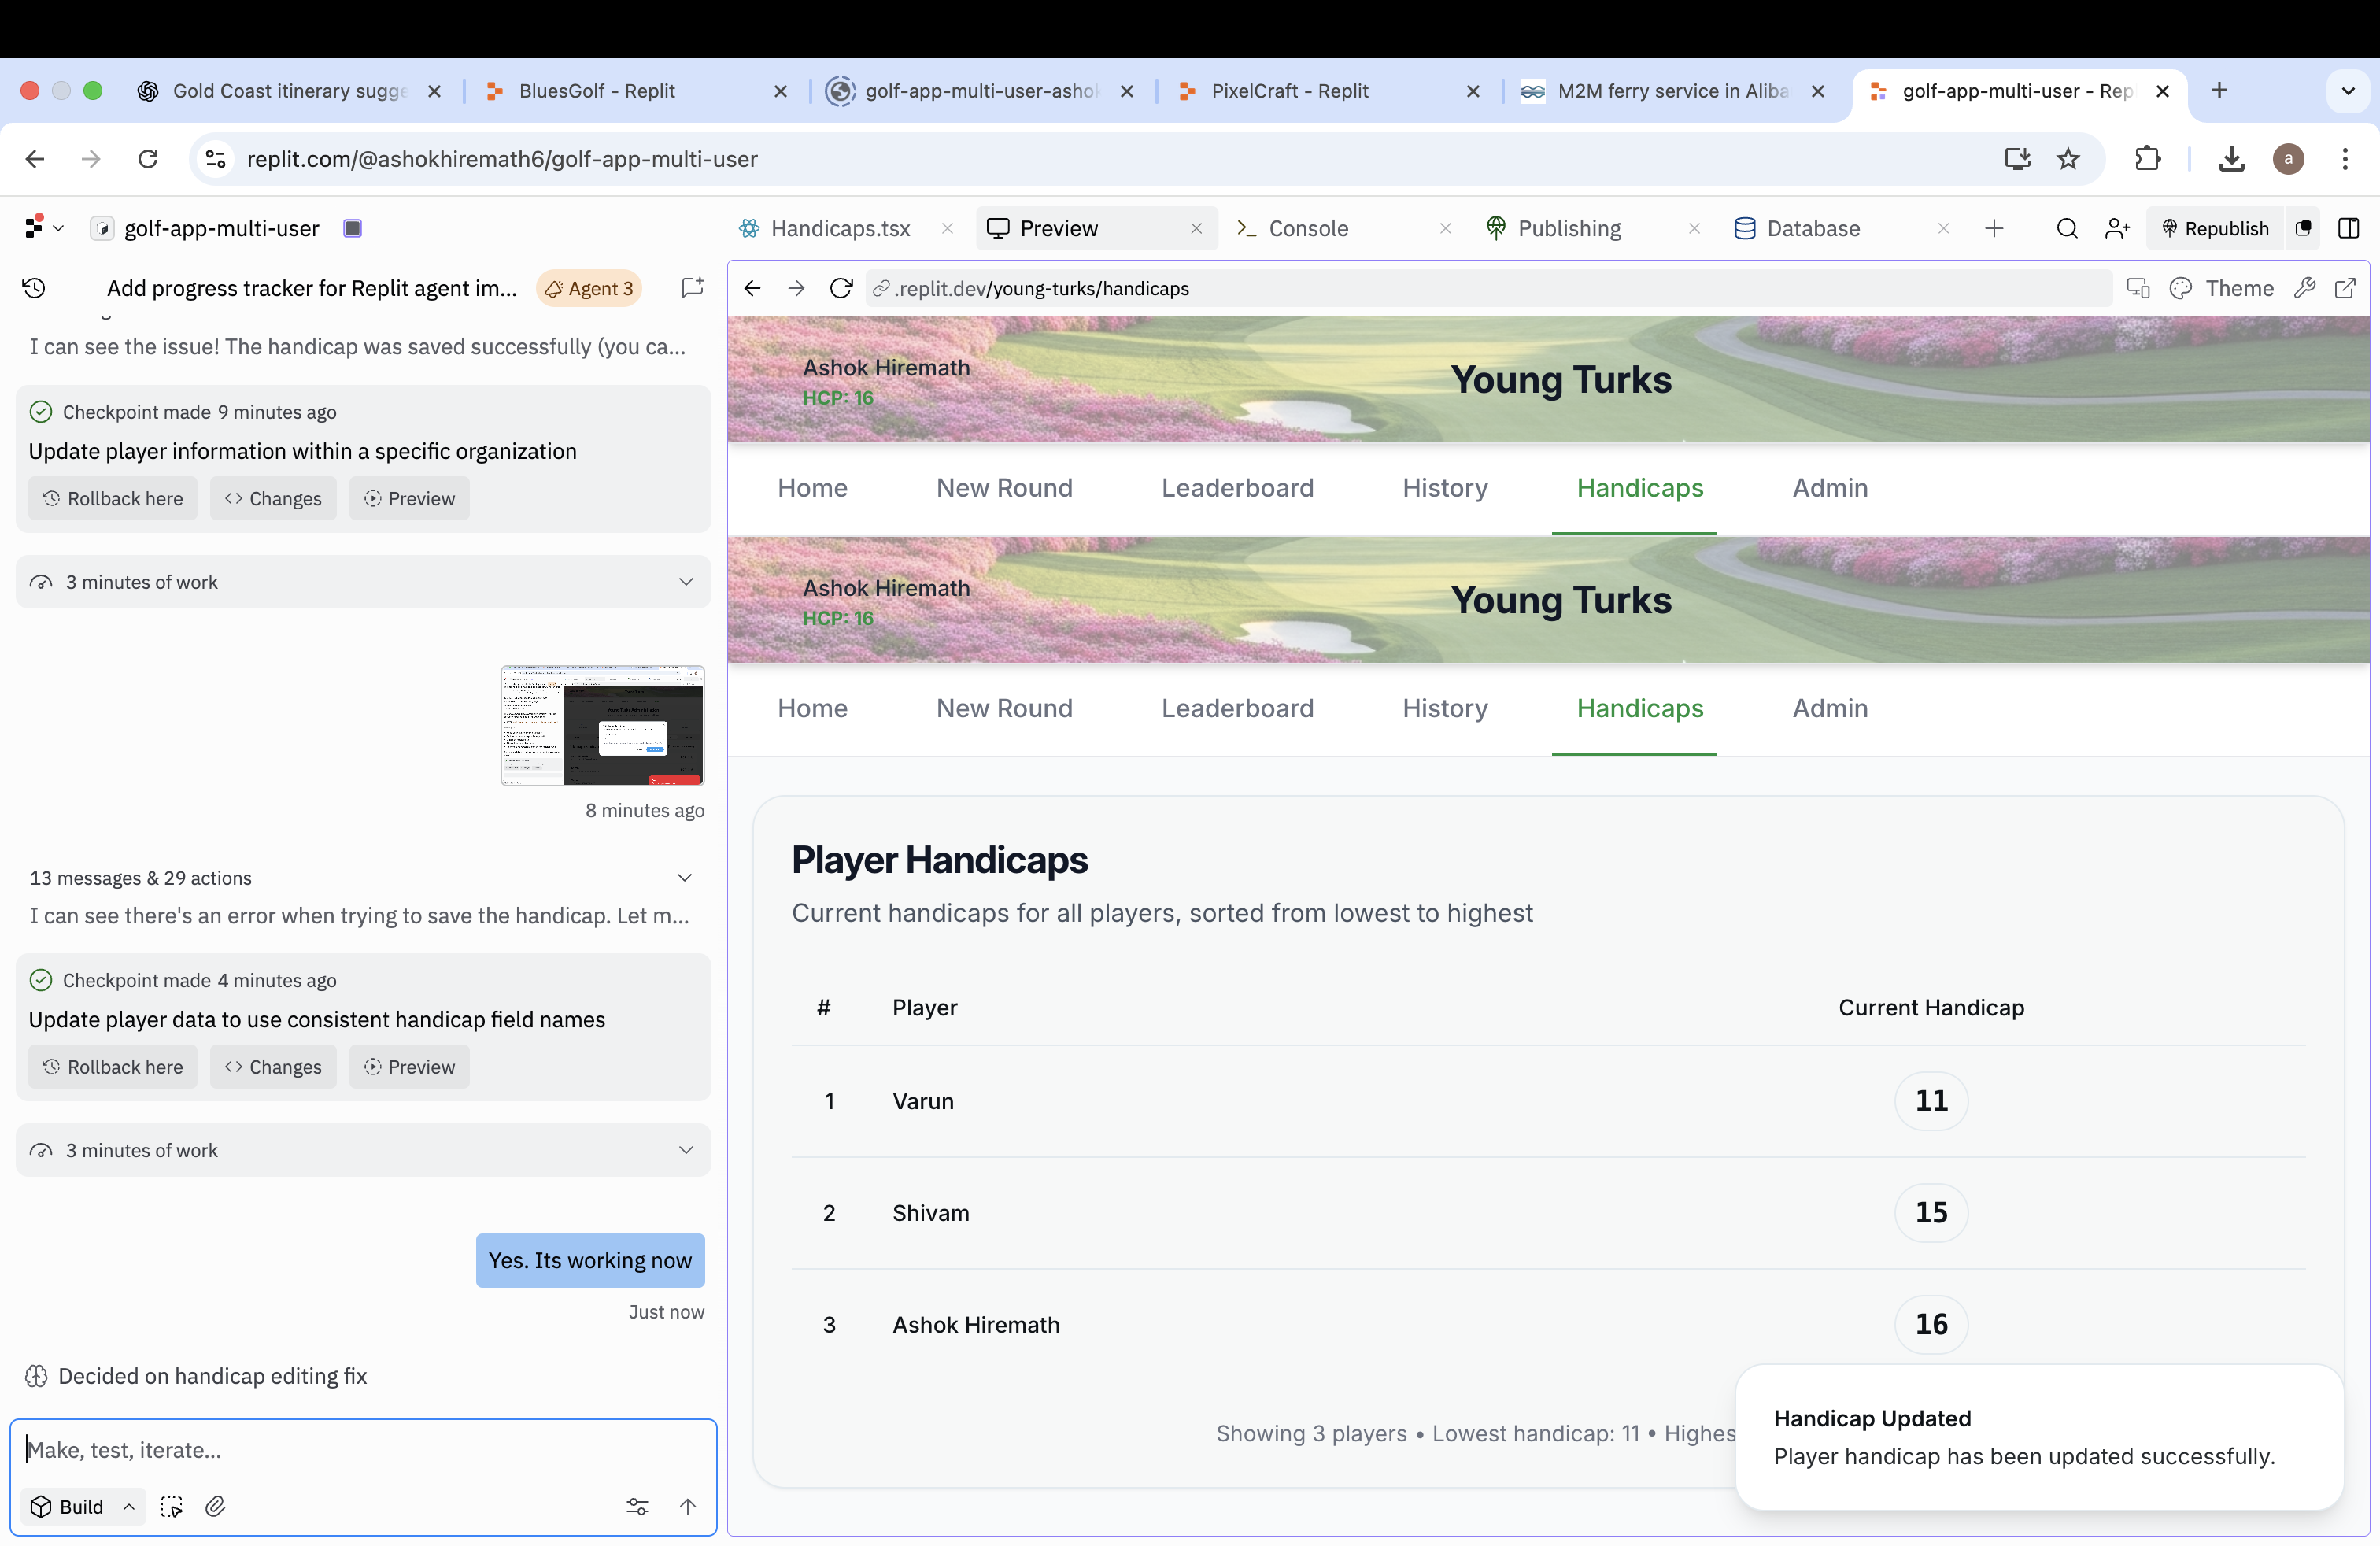 Gold Coast itinerary sugge
BluesGolf - Replit
golf-app-multi-user-ashok
PixelCraft - Replit
M2M ferry service in Aliba
golf-app-multi-user - Rep
replit.com/@ashokhiremath6/golf-app-multi-user
a
golf-app-multi-user
Handicaps.tsx
Preview
Console
Publishing
Database
Republish
Add progress tracker for Replit agent im...
Agent 3
.replit.dev/young-turks/handicaps
Theme
I can see the issue! The handicap was saved successfully (you ca...
Checkpoint made 9 minutes ago
Update player information within a specific organization
Rollback here
Changes
Preview
3 minutes of work
8 minutes ago
13 messages & 29 actions
I can see there's an error when trying to save the handicap. Let m...
Checkpoint made 4 minutes ago
Update player data to use consistent handicap field names
Rollback here
Changes
Preview
3 minutes of work
Yes. Its working now
Just now
Decided on handicap editing fix
Make, test, iterate...
Build
Ashok Hiremath
HCP: 16
Young Turks
Home
New Round
Leaderboard
History
Handicaps
Admin
Ashok Hiremath
HCP: 16
Young Turks
Home
New Round
Leaderboard
History
Handicaps
Admin
Player Handicaps
Current handicaps for all players, sorted from lowest to highest
# Player Current Handicap
1 Varun 11
2 Shivam 15
3 Ashok Hiremath 16
Showing 3 players • Lowest handicap: 11 • Highes
Handicap Updated
Player handicap has been updated successfully.